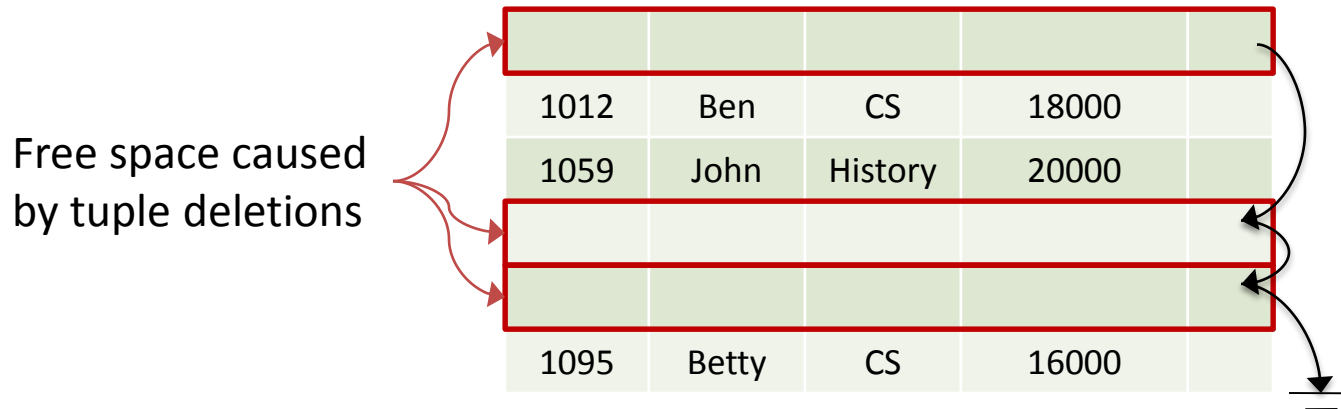 Free space caused
by tuple deletions
1012 Ben CS 18000
1059 John History 20000
1095 Betty CS 16000